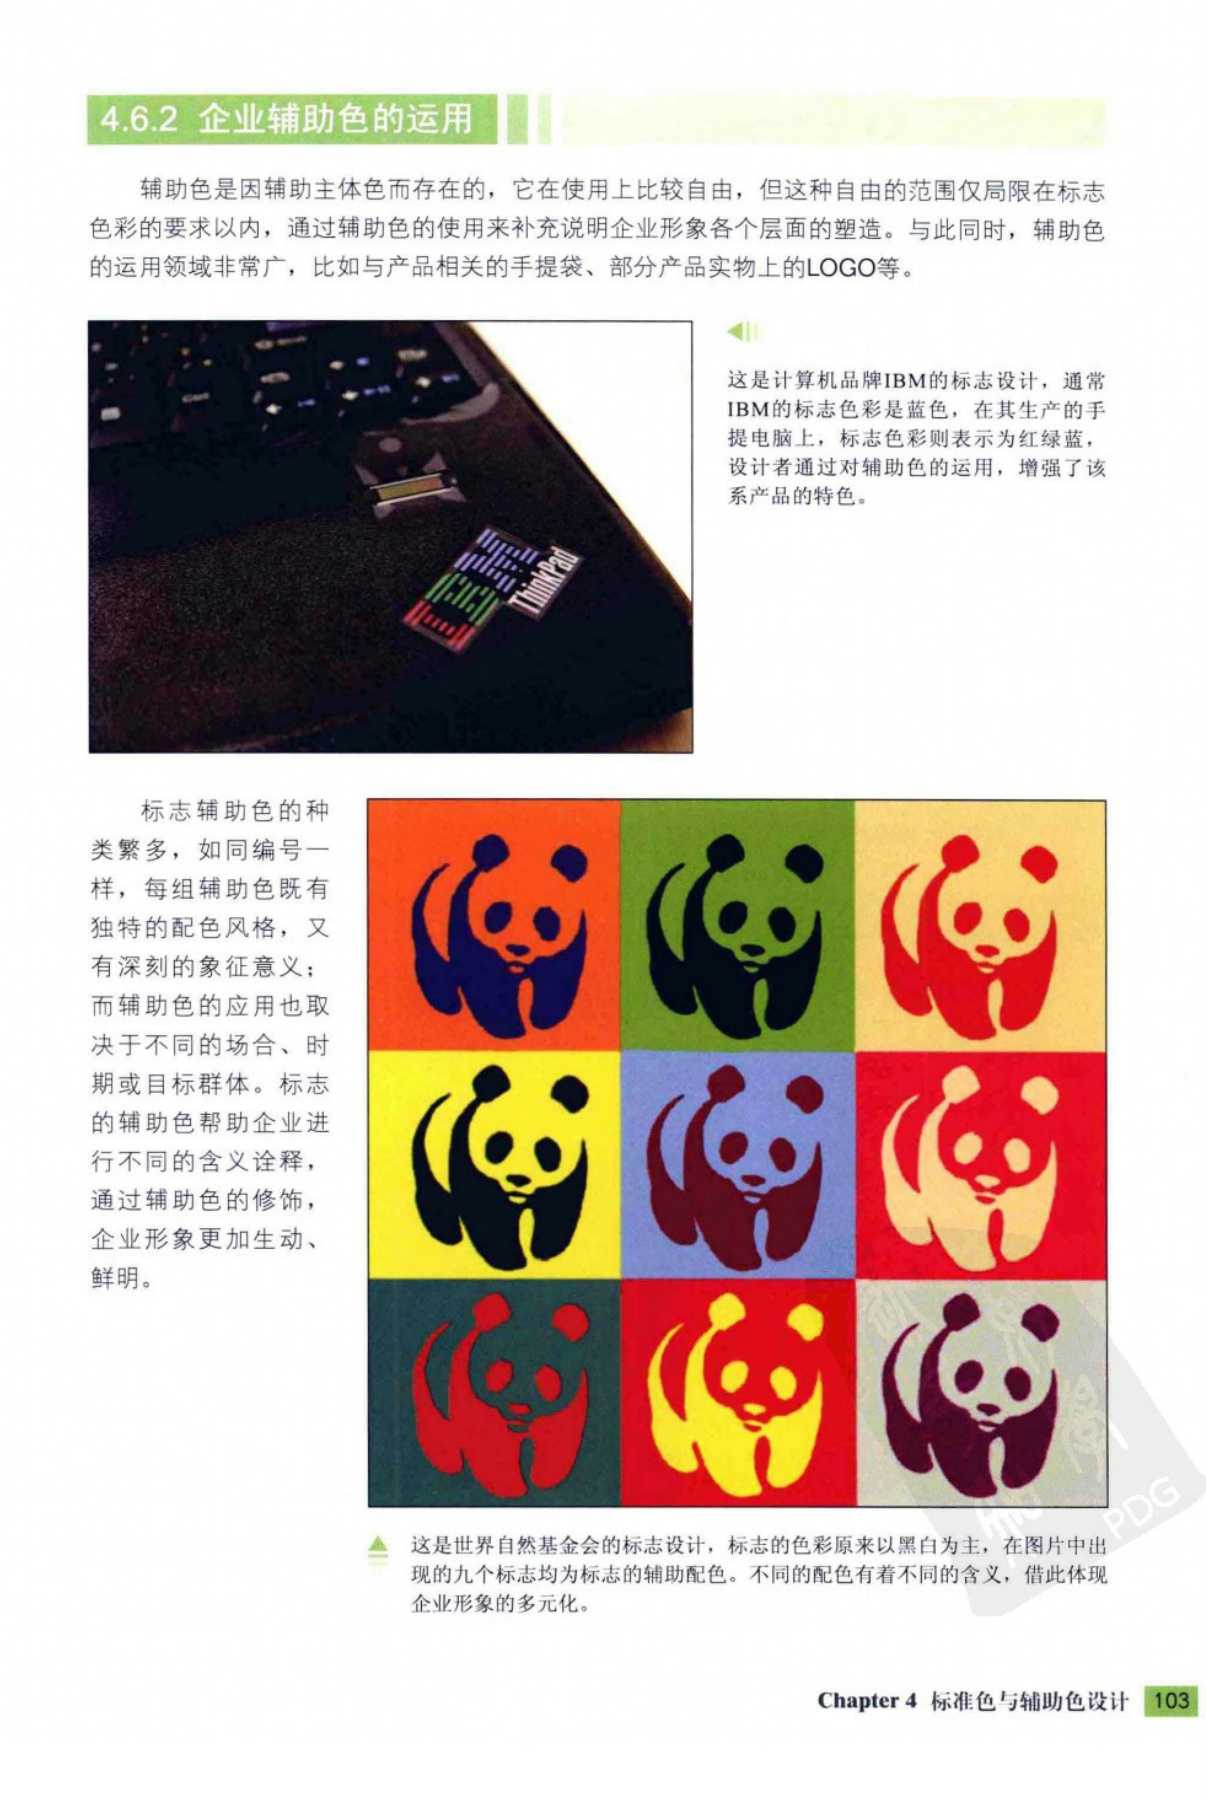 4.6.2 企业辅助色的运用
辅助色是因辅助主体色而存在的，它在使用上比较自由，但这种自由的范围仅局限在标志
色彩的要求以内，通过辅助色的使用来补充说明企业形象各个层面的塑造。与此同时，辅助色
的运用领域非常广，比如与产品相关的手提袋、部分产品实物上的LOGO等。
这是计算机品牌IBM的标志设计，通常
IBM的标志色彩是蓝色，在其生产的手
提电脑上，标志色彩则表示为红绿蓝，
设计者通过对辅助色的运用，增强了该
系产品的特色。
IBM
ThinkPad
标志辅助色的种
类繁多，如同编号一
样，每组辅助色既有
独特的配色风格，又
有深刻的象征意义；
而辅助色的应用也取
决于不同的场合、时
期或目标群体。标志
的辅助色帮助企业进
行不同的含义诠释，
通过辅助色的修饰，
企业形象更加生动、
鲜明。
这是世界自然基金会的标志设计，标志的色彩原来以黑白为主，在图片中出
现的九个标志均为标志的辅助配色。不同的配色有着不同的含义，借此体现
企业形象的多元化。
PDG
Chapter 4 标准色与辅助色设计 103